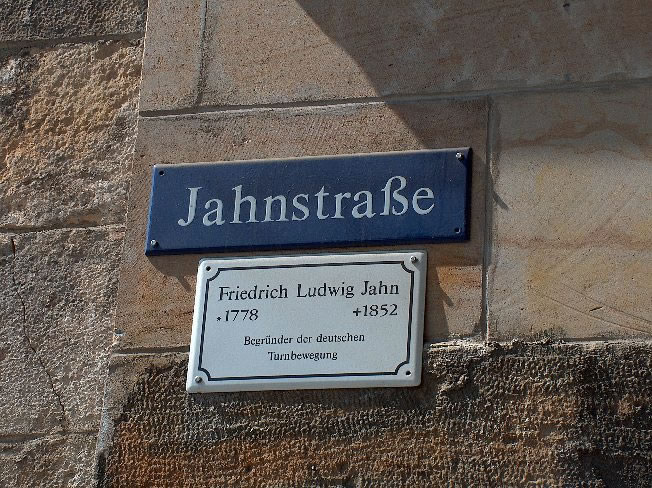 Jahnstraße
Friedrich Ludwig Jahn
*1778 +1852
Begründer der deutschen
Turnbewegung